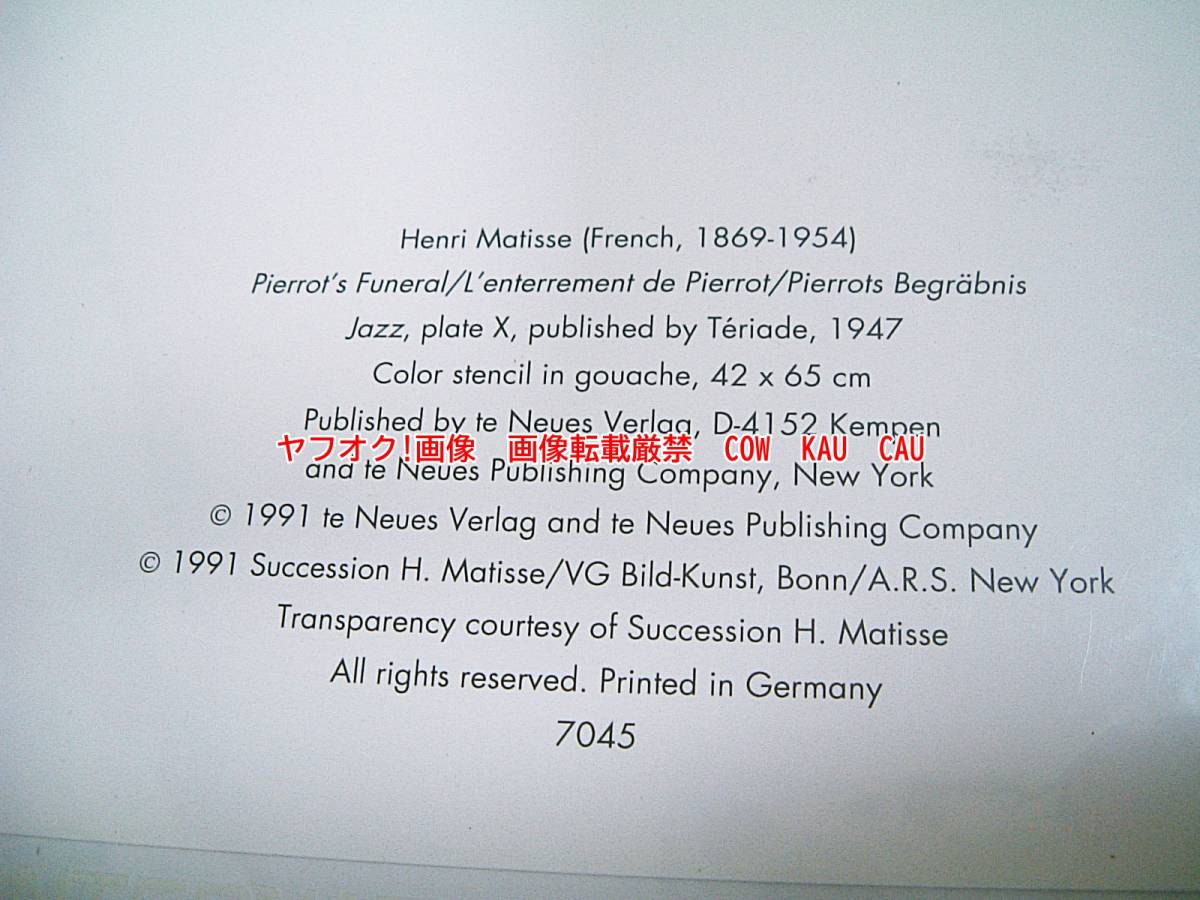 Henri Matisse (French, 1869-1954)
Pierrot's Funeral/L'enterrement de Pierrot/Pierrots Begräbnis
Jazz, plate X, published by Tériade, 1947
Color stencil in gouache, 42 x 65 cm
Published by te Neues Verlag, D-4152 Kempen
ヤフオク!画像 画像転載厳禁 COW KAU CAU
and te Neues Publishing Company, New York
© 1991 te Neues Verlag and te Neues Publishing Company
© 1991 Succession H. Matisse/VG Bild-Kunst, Bonn/A.R.S. New York
Transparency courtesy of Succession H. Matisse
All rights reserved. Printed in Germany
7045